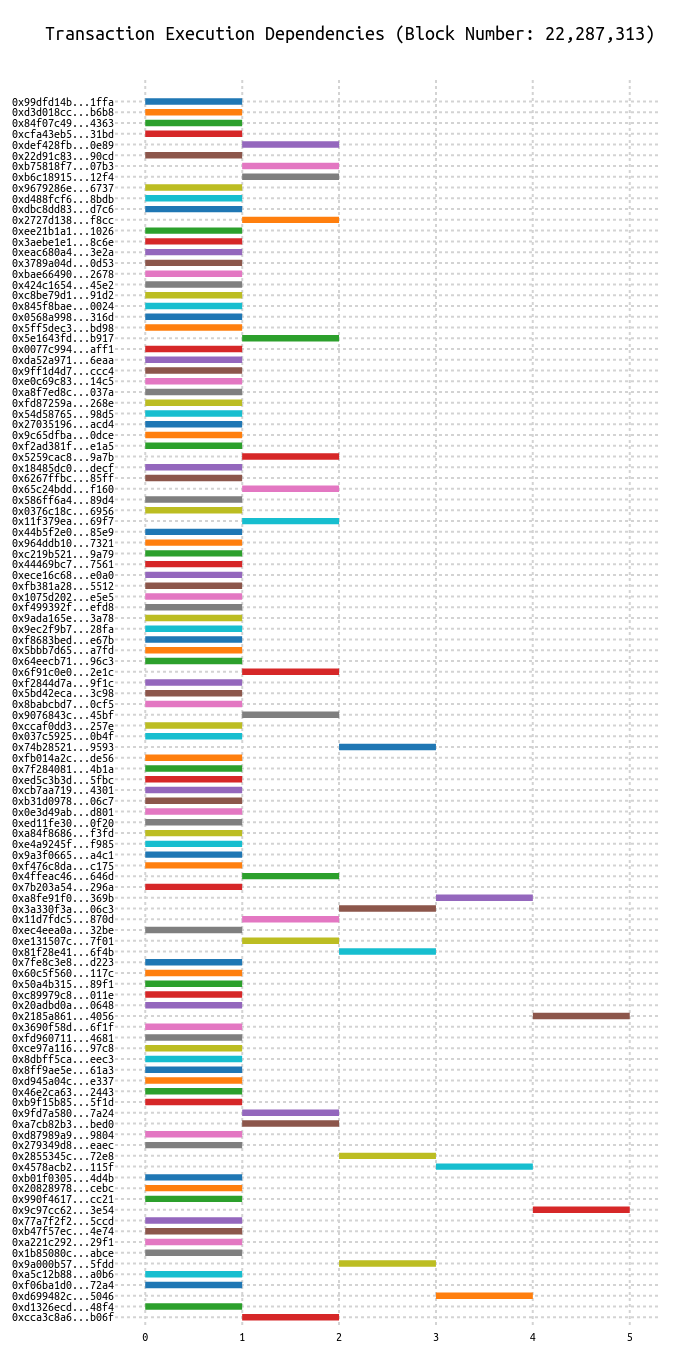 Transaction Execution Dependencies (Block Number: 22,287,313)
0x99dfd14b...1ffa
0xd3d018cc...b6b8
0x84f07c49...4363
0xcfa43eb5...31bd
0xdef428fb...0e89
0x22d91c83...90cd
0xb75818f7...07b3
0xb6c18915...12f4
0x9679286e...6737
0xd488fcf6...8bdb
0xdbc8dd83...d7c6
0x2727d138...f8cc
0xee21b1a1...1026
0x3aebe1e1...8c6e
0xeac680a4...3e2a
0x3789a04d...0d53
0xbae66490...2678
0x424c1654...45e2
0xc8be79d1...91d2
0x845f8bae...0024
0x0568a998...316d
0x5ff5dec3...bd98
0x5e1643fd...b917
0x0077c994...aff1
0xda52a971...6eaa
0x9ff1d4d7...ccc4
0xe0c69c83...14c5
0xa8f7ed8c...037a
0xfd87259a...268e
0x54d58765...98d5
0x27035196...acd4
0x9c65dfba...0dce
0xf2ad381f...e1a5
0x5259cac8...9a7b
0x18485dc0...decf
0x6267ffbc...85ff
0x65c24bdd...f160
0x586ff6a4...89d4
0x0376c18c...6956
0x11f379ea...69f7
0x44b5f2e0...85e9
0x964ddb10...7321
0xc219b521...9a79
0x44469bc7...7561
0xece16c68...e0a0
0xfb381a28...5512
0x1075d202...e5e5
0xf499392f...efd8
0x9ada165e...3a78
0x9ec2f9b7...28fa
0xf8683bed...e67b
0x5bbb7d65...a7fd
0x64eecb71...96c3
0x6f91c0e0...2e1c
0xf2844d7a...9f1c
0x5bd42eca...3c98
0x8babcbd7...0cf5
0x9076843c...45bf
0xccaf0dd3...257e
0x037c5925...0b4f
0x74b28521...9593
0xfb014a2c...de56
0x7f284081...4b1a
0xed5c3b3d...5fbc
0xcb7aa719...4301
0xb31d0978...06c7
0x0e3d49ab...d801
0xed11fe30...0f20
0xa84f8686...f3fd
0xe4a9245f...f985
0x9a3f0665...a4c1
0xf476c8da...c175
0x4ffeac46...646d
0x7b203a54...296a
0xa8fe91f0...369b
0x3a330f3a...06c3
0x11d7fdc5...870d
0xec4eea0a...32be
0xe131507c...7f01
0x81f28e41...6f4b
0x7fe8c3e8...d223
0x60c5f560...117c
0x50a4b315...89f1
0xc89979c8...011e
0x20adbd0a...0648
0x2185a861...4056
0x3690f58d...6f1f
0xfd960711...4681
0xce97a116...97c8
0x8dbff5ca...eec3
0x8ff9ae5e...61a3
0xd945a04c...e337
0x46e2ca63...2443
0xb9f15b85...5f1d
0x9fd7a580...7a24
0xa7cb82b3...bed0
0xd87989a9...9804
0x279349d8...eaec
0x2855345c...72e8
0x4578acb2...115f
0xb01f0305...4d4b
0x20828978...cebc
0x990f4617...cc21
0x9c97cc62...3e54
0x77a7f2f2...5ccd
0xb47f57ec...4e74
0xa221c292...29f1
0x1b85080c...abce
0x9a000b57...5fdd
0xa5c12b88...a0b6
0xf06ba1d0...72a4
0xd699482c...5046
0xd1326ecd...48f4
0xcca3c8a6...b06f
0 1 2 3 4 5